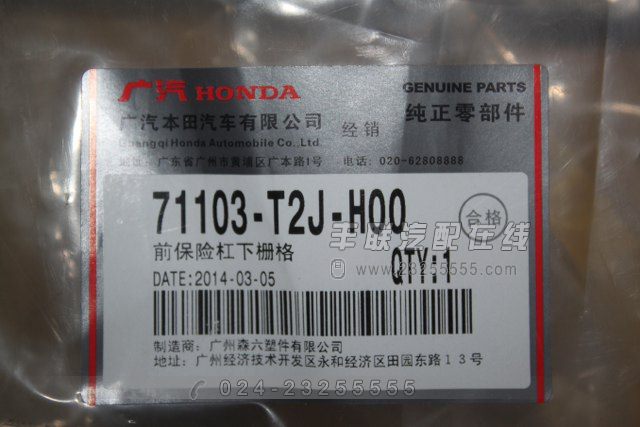 广汽 HONDA
GENUINE PARTS
纯正零部件
广汽本田汽车有限公司 经销
Guangqi Honda Automobile Co.,Ltd.
地址：广东省广州市黄埔区广本路1号 电话：020-62808888
71103-T2J-H00
合格
前保险杠下栅格
QTY:1
DATE:2014-03-05
制造商：广州森六塑件有限公司
地址：广州经济技术开发区永和经济区田园东路13号
手联汽配在线
www.23255555.com
024-23255555